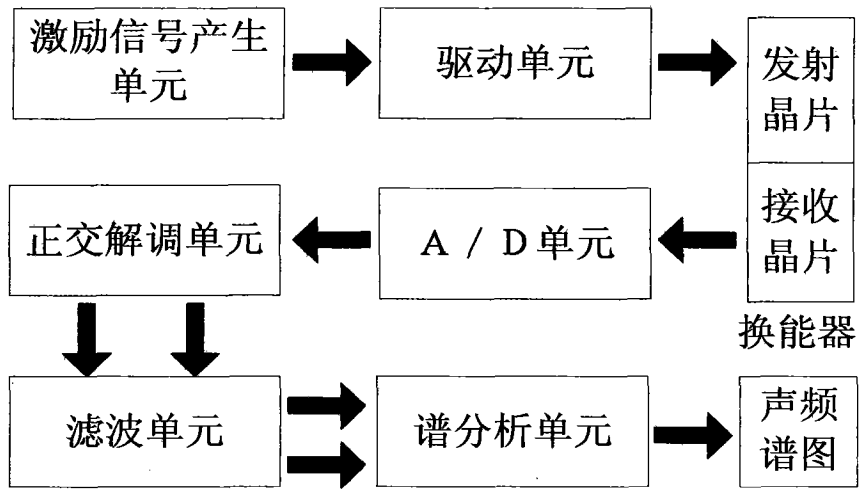 激励信号产生
单元
驱动单元
发射
晶片
正交解调单元
A / D单元
接收
晶片
换能器
滤波单元
谱分析单元
声频
谱图